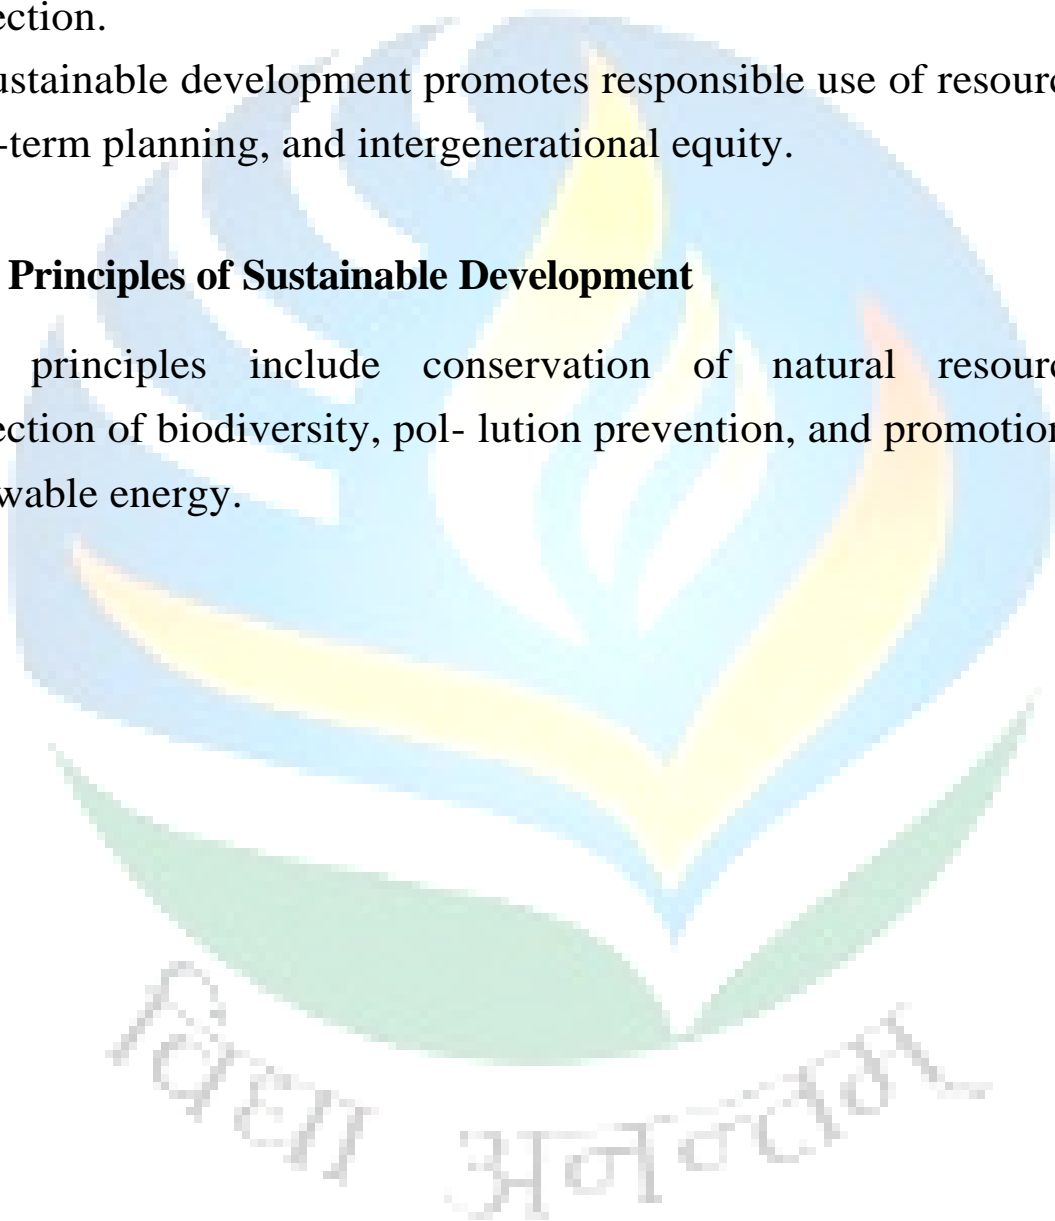 ection.
ustainable development promotes responsible use of resourc
-term planning, and intergenerational equity.
Principles of Sustainable Development
principles include conservation of natural resourc
ection of biodiversity, pol- lution prevention, and promotion
wable energy.
विद्या अनन्तम्